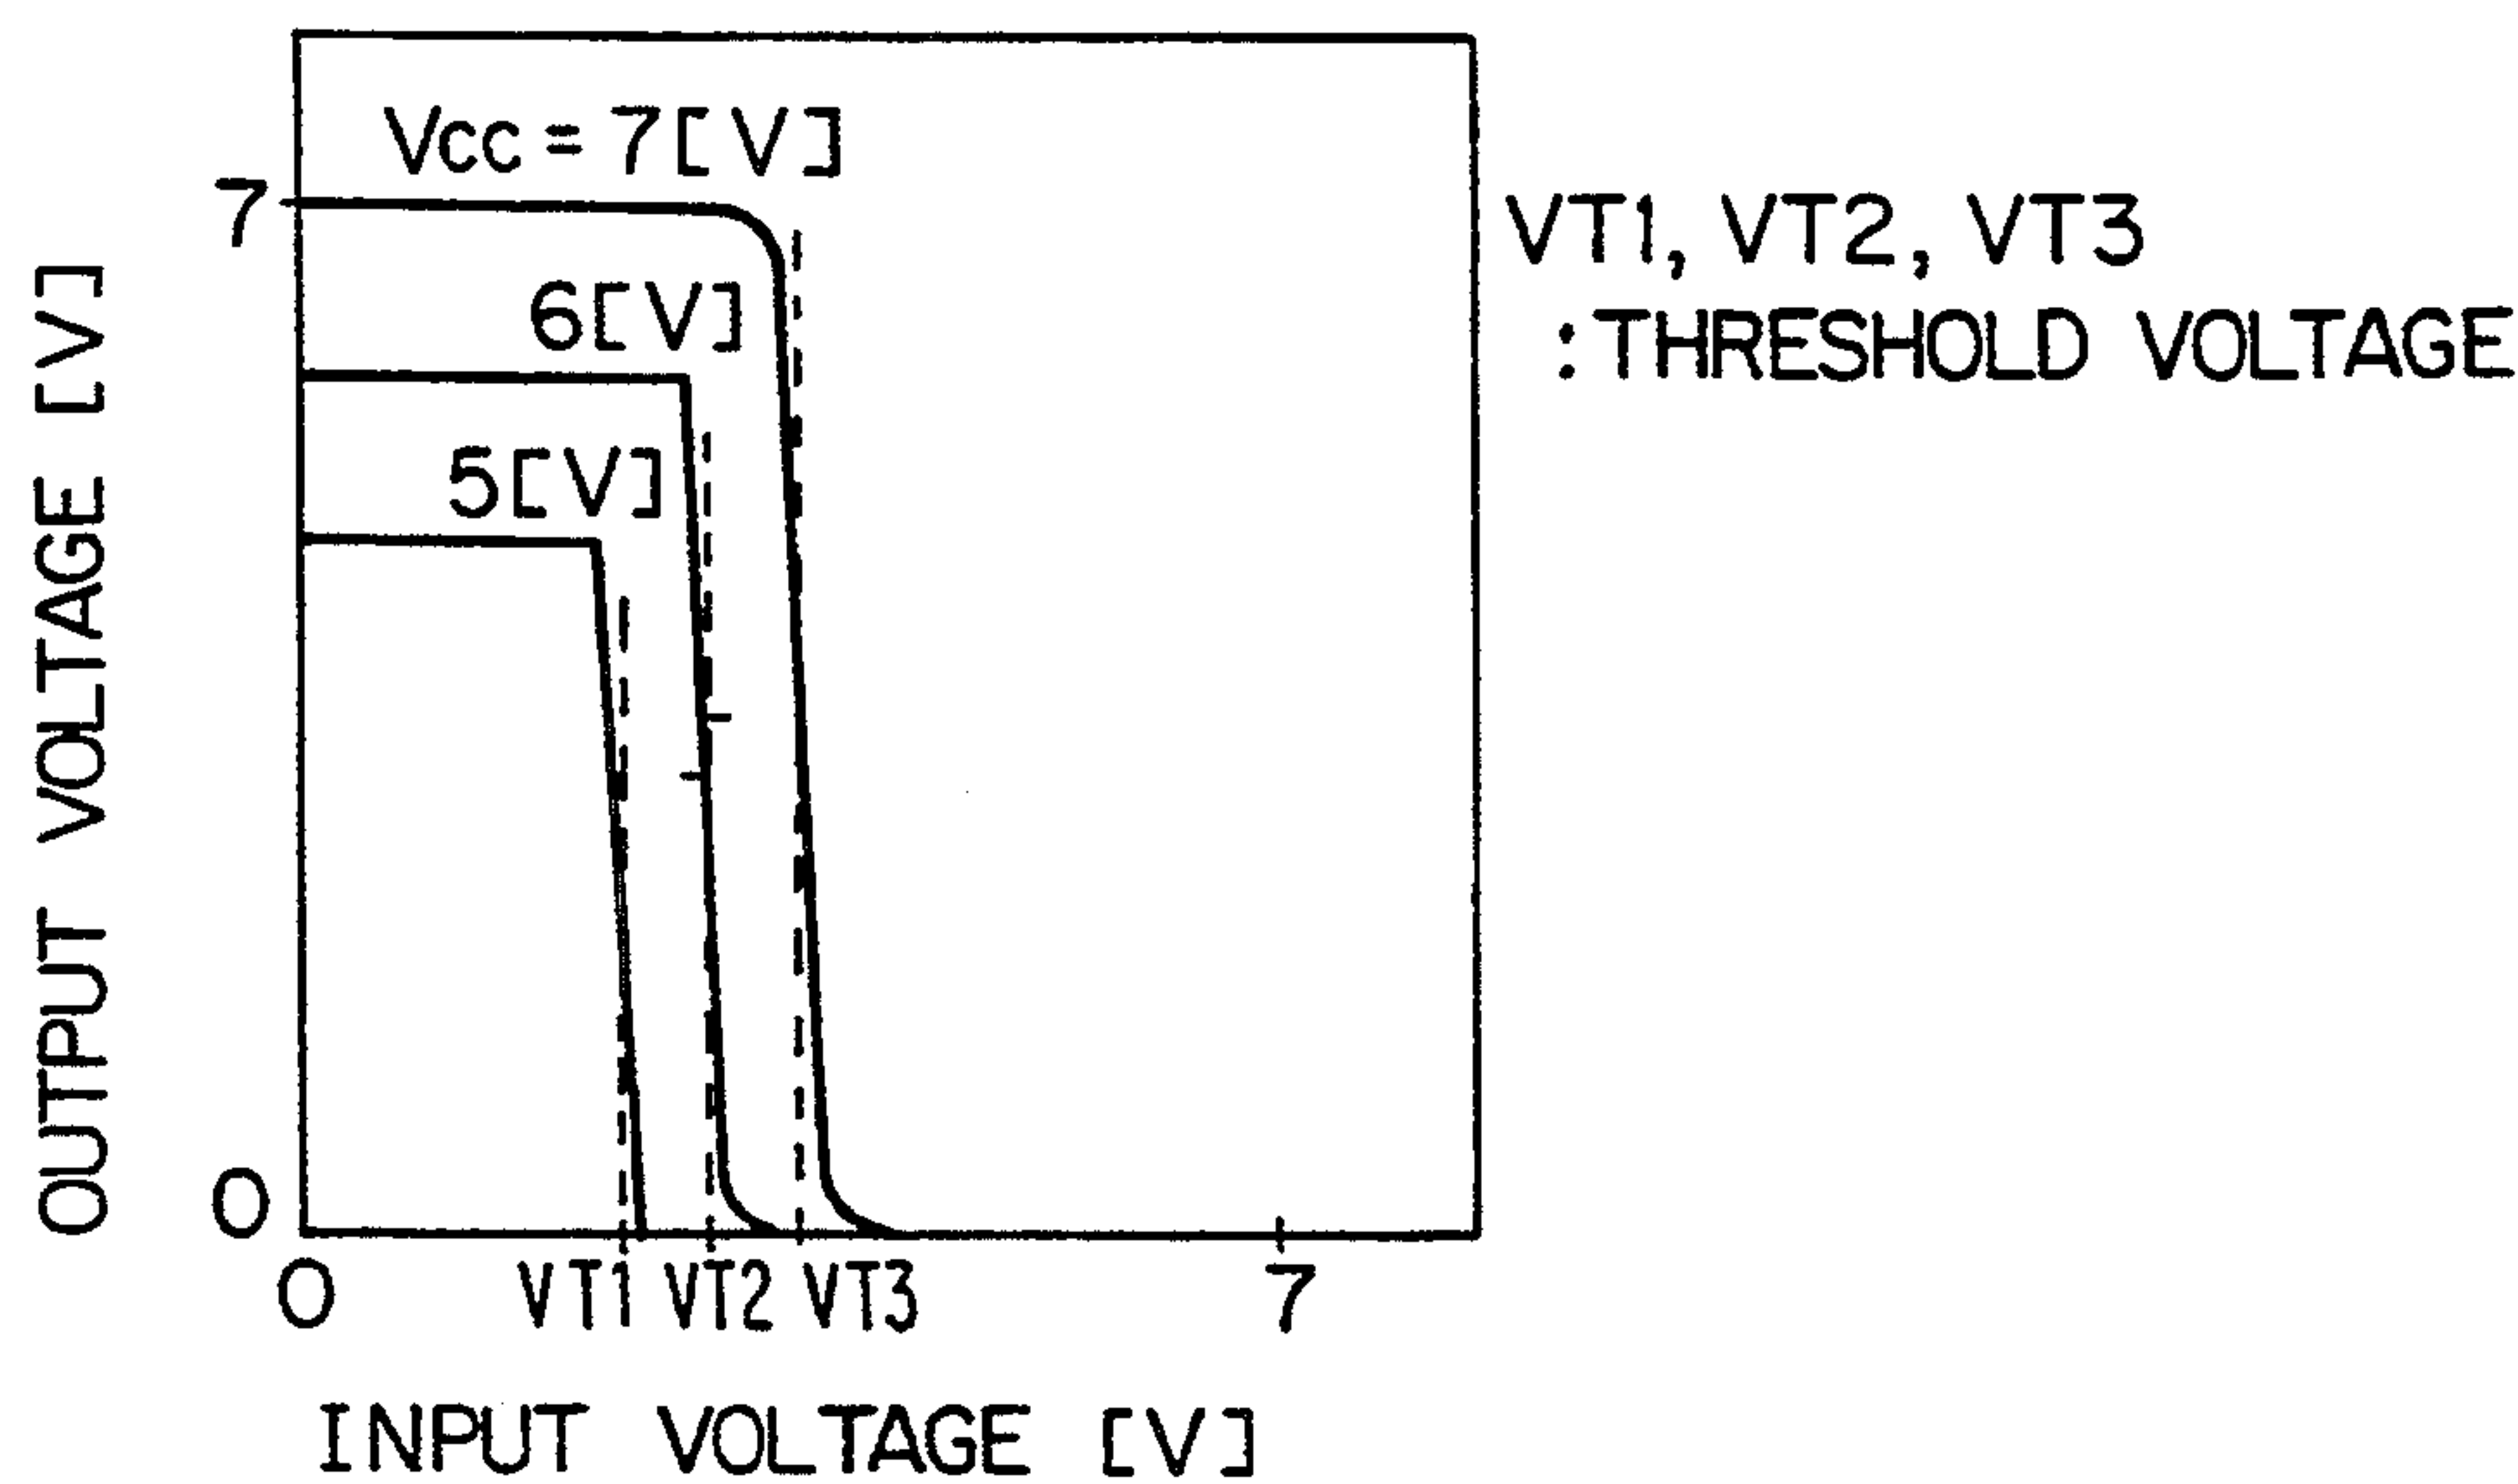 Vcc = 7[V]
7
6[V]
5[V]
VT1, VT2, VT3
:THRESHOLD VOLTAGE
OUTPUT VOLTAGE [V]
0
0
VT1 VT2 VT3
7
INPUT VOLTAGE [V]